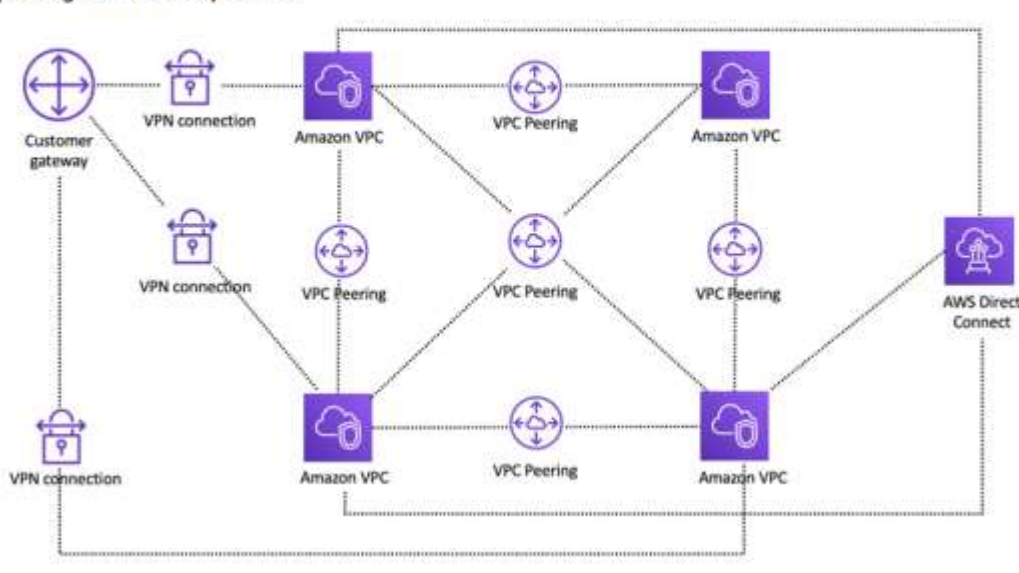 VPN connection
Amazon VPC
VPC Peering
Amazon VPC
Customer
gateway
VPN connection
VPC Peering
VPC Peering
VPC Peering
AWS Direct
Connect
VPN connection
Amazon VPC
VPC Peering
Amazon VPC